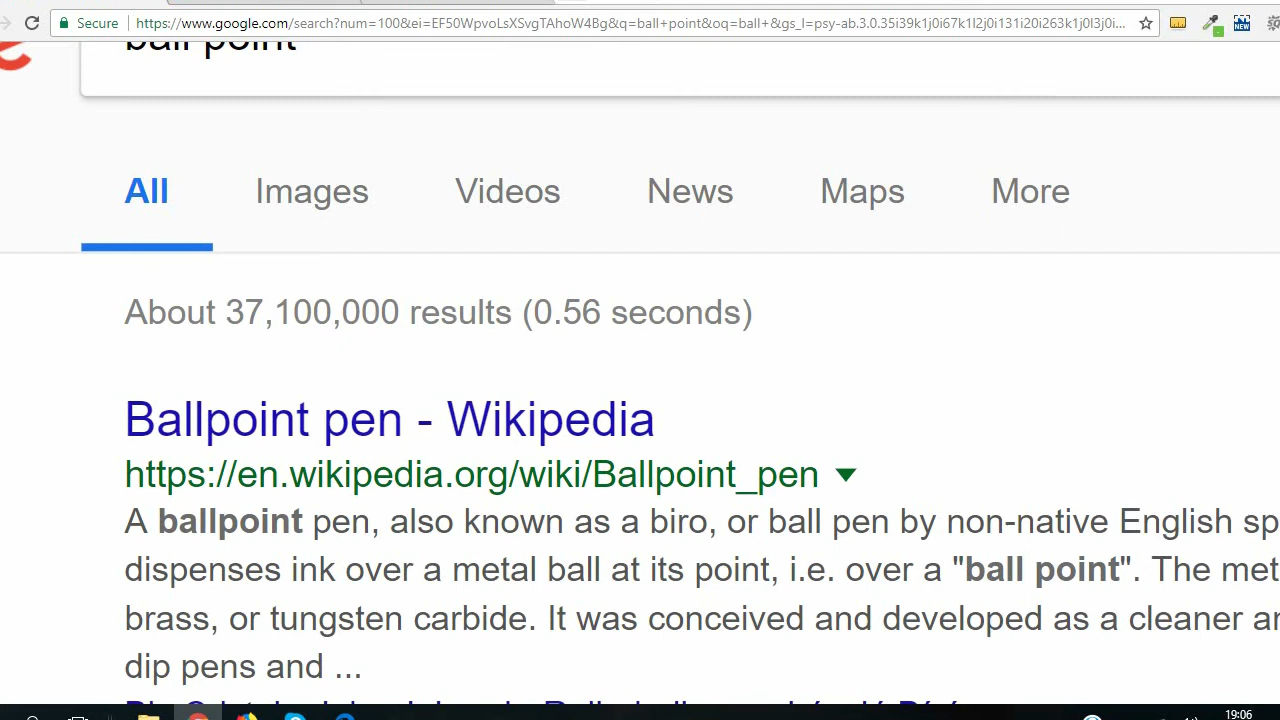 Secure https://www.google.com/search?num=100&ei=EF50WpvoLsXSvgTAhoW4Bg&q=ball+point&oq=ball+&gs_l=psy-ab.3.0.35i39k1j0i67k1l2j0i131i20i263k1j0l3j0i...
NEW
ball point
All Images Videos News Maps More
About 37,100,000 results (0.56 seconds)
Ballpoint pen - Wikipedia
https://en.wikipedia.org/wiki/Ballpoint_pen
A ballpoint pen, also known as a biro, or ball pen by non-native English sp
dispenses ink over a metal ball at its point, i.e. over a "ball point". The met
brass, or tungsten carbide. It was conceived and developed as a cleaner an
dip pens and ...
19:06